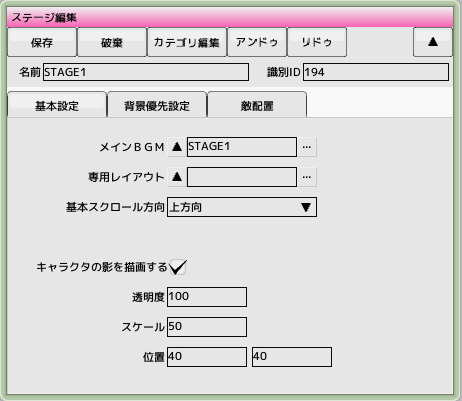 ステージ編集
保存 破棄 カテゴリ編集 アンドゥ リドゥ ▲
名前 STAGE1 識別ID 194
基本設定 背景優先設定 敵配置
メインＢＧＭ ▲ STAGE1 ...
専用レイアウト ▲ ...
基本スクロール方向 上方向 ▼
キャラクタの影を描画する
透明度 100
スケール 50
位置 40 40